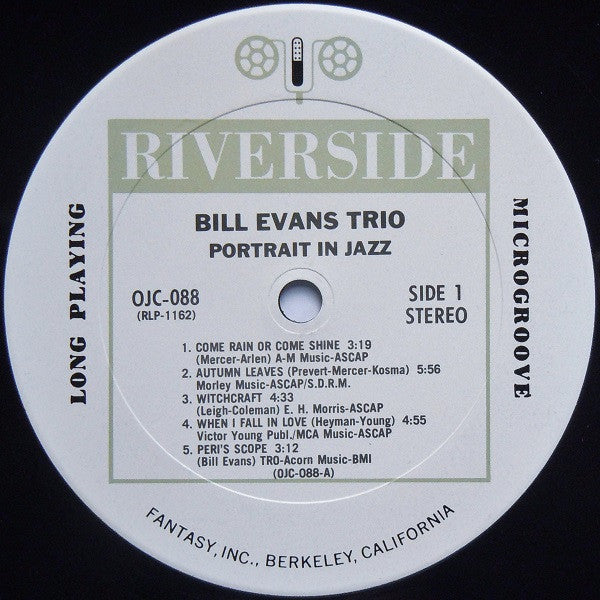 RIVERSIDE
BILL EVANS TRIO
PORTRAIT IN JAZZ
LONG PLAYING
MICROGROOVE
OJC-088
(RLP-1162)
SIDE 1
STEREO
1. COME RAIN OR COME SHINE 3:19
(Mercer-Arlen) A-M Music-ASCAP
2. AUTUMN LEAVES (Prevert-Mercer-Kosma) 5:56
Morley Music-ASCAP/S.D.R.M.
3. WITCHCRAFT 4:33
(Leigh-Coleman) E. H. Morris-ASCAP
4. WHEN I FALL IN LOVE (Heyman-Young) 4:55
Victor Young Publ./MCA Music-ASCAP
5. PERI'S SCOPE 3:12
(Bill Evans) TRO-Acorn Music-BMI
(OJC-088-A)
FANTASY, INC., BERKELEY, CALIFORNIA